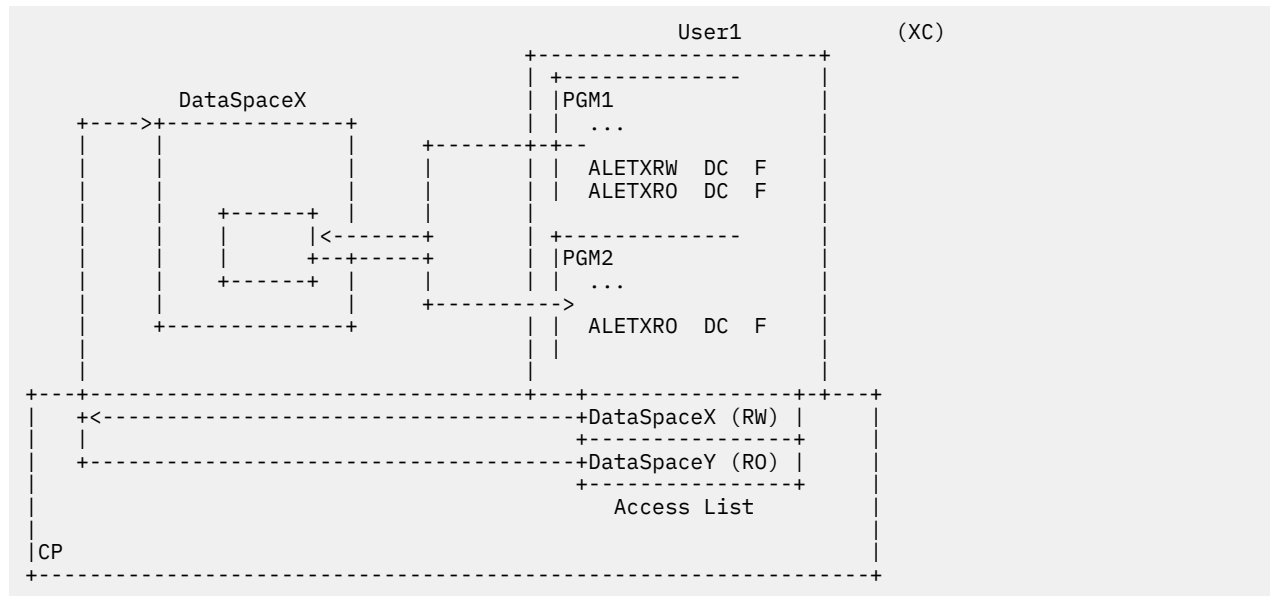 User1 (XC)
DataSpaceX
PGM1
...
ALETXRW DC F
ALETXRO DC F
PGM2
...
ALETXRO DC F
DataSpaceX (RW)
DataSpaceY (RO)
Access List
CP